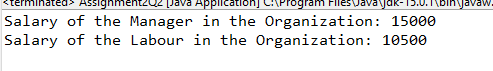 <terminated> Assignment2Q2 [Java Application] C:\Program Files\Java\jdk-15.0.1\bin\javaw.
Salary of the Manager in the Organization: 15000
Salary of the Labour in the Organization: 10500